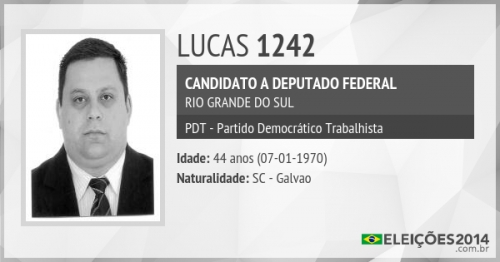 LUCAS 1242
CANDIDATO A DEPUTADO FEDERAL
RIO GRANDE DO SUL
PDT - Partido Democrático Trabalhista
Idade: 44 anos (07-01-1970)
Naturalidade: SC - Galvao
ELEIÇÕES2014
.com.br